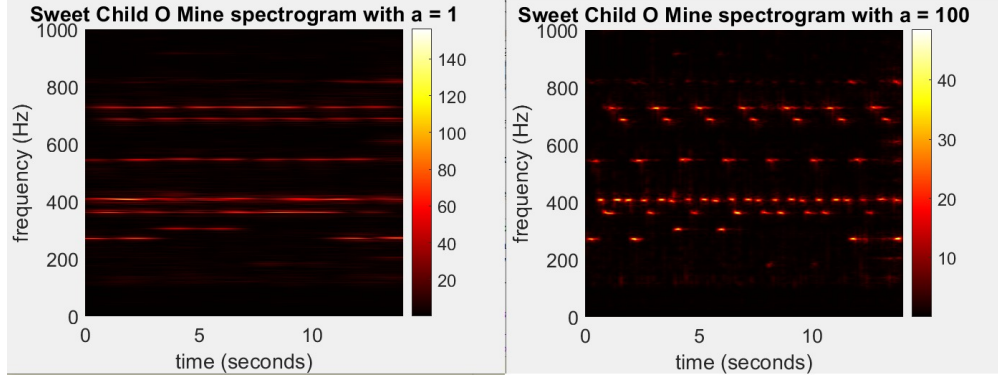 Sweet Child O Mine spectrogram with a = 1
1000
800
600
400
200
0
frequency (Hz)
0 5 10
time (seconds)
140
120
100
80
60
40
20
Sweet Child O Mine spectrogram with a = 100
1000
800
600
400
200
0
frequency (Hz)
0 5 10
time (seconds)
40
30
20
10